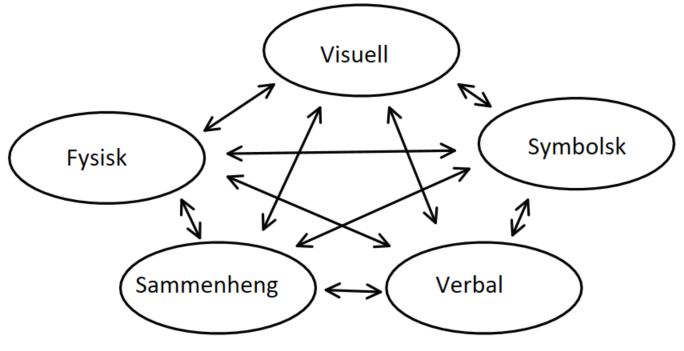 Visuell
Fysisk
Symbolsk
Sammenheng
Verbal